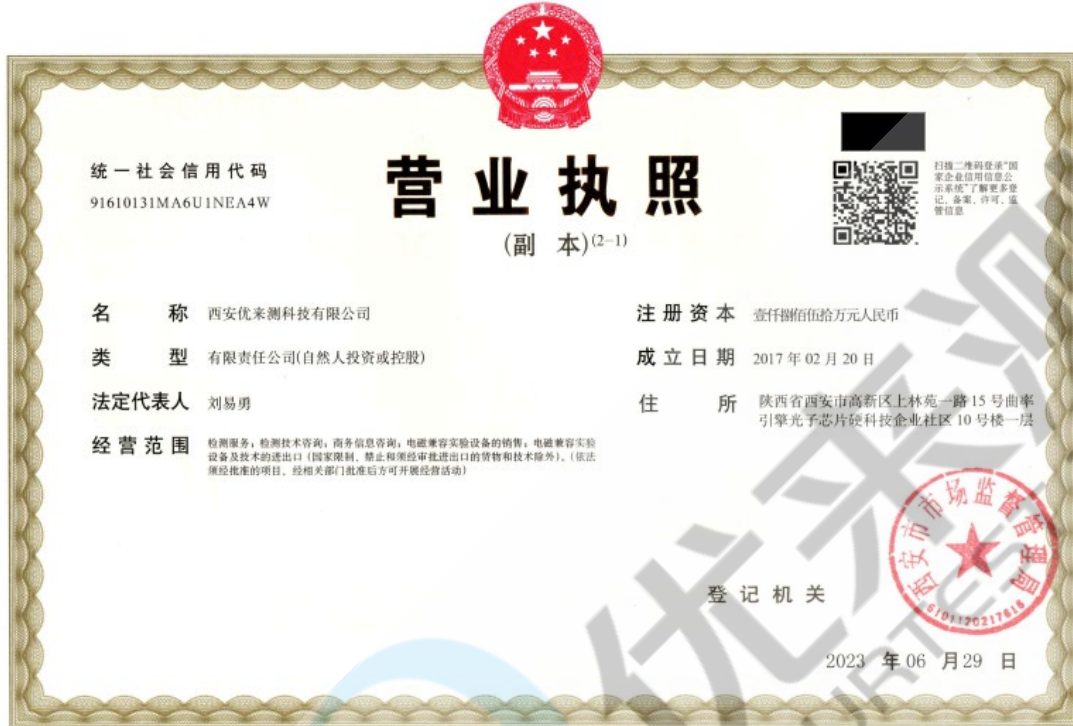 统一社会信用代码
91610131MA6U1NEA4W
营业执照
(副 本)(2-1)
扫描二维码登录“国
家企业信用信息公
示系统”了解更多登
记、备案、许可、监
管信息
名 称 西安优来测科技有限公司
类 型 有限责任公司(自然人投资或控股)
法定代表人 刘易勇
经营范围 检测服务；检测技术咨询；商务信息咨询；电磁兼容实验设备的销售；电磁兼容实验
设备及技术的进出口（国家限制、禁止和须经审批进出口的货物和技术除外）。（依法
须经批准的项目，经相关部门批准后方可开展经营活动）
注册资本 壹仟捌佰伍拾万元人民币
成立日期 2017年02月20日
住 所 陕西省西安市高新区上林苑一路15号曲率
引擎光子芯片硬科技企业社区10号楼一层
登记机关
西安市市场监督管理局
6101120217616
2023 年06 月29 日
优来测
URTEST